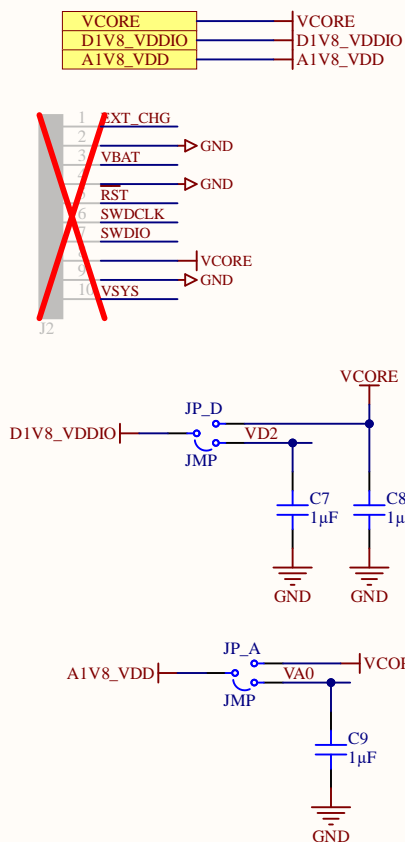 VCORE VCORE
D1V8_VDDIO D1V8_VDDIO
A1V8_VDD A1V8_VDD
1 EXT_CHG
2 GND
3 VBAT
4 GND
5 RST
6 SWDCLK
7 SWDIO
8 VCORE
9 GND
10 VSYS
J2
VCORE
JP_D
D1V8_VDDIO VD2
JMP
C7 C8
1µF 1µ
GND GND
JP_A
A1V8_VDD VA0 VCOR
JMP
C9
1µF
GND